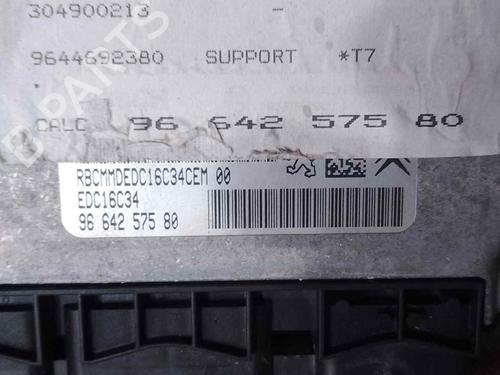 304900213 -
9644692380 SUPPORT *T7
.
CALC 96 642 575 80
RBCMMDEDC16C34CEM 00
EDC16C34
96 642 575 80
B PARTS